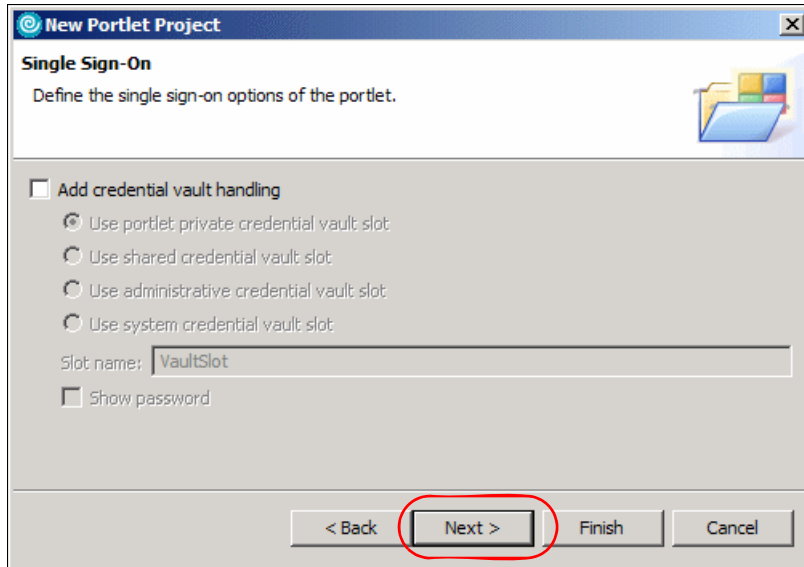 New Portlet Project
Single Sign-On
Define the single sign-on options of the portlet.
Add credential vault handling
Use portlet private credential vault slot
Use shared credential vault slot
Use administrative credential vault slot
Use system credential vault slot
Slot name: VaultSlot
Show password
< Back Next > Finish Cancel